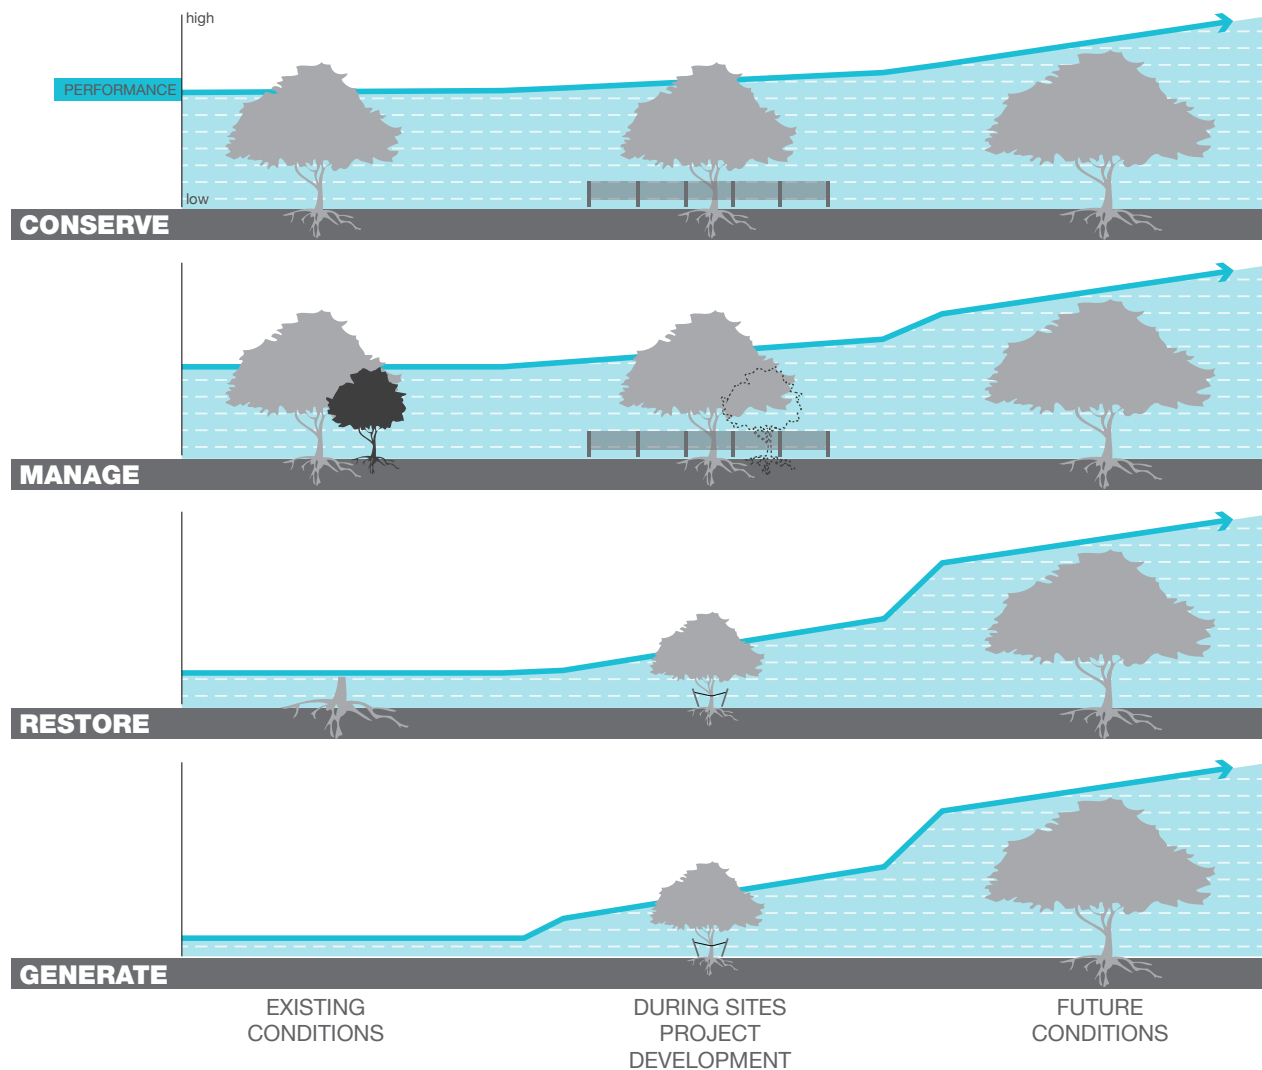 high
PERFORMANCE
low
CONSERVE
MANAGE
RESTORE
GENERATE
EXISTING
CONDITIONS
DURING SITES
PROJECT
DEVELOPMENT
FUTURE
CONDITIONS